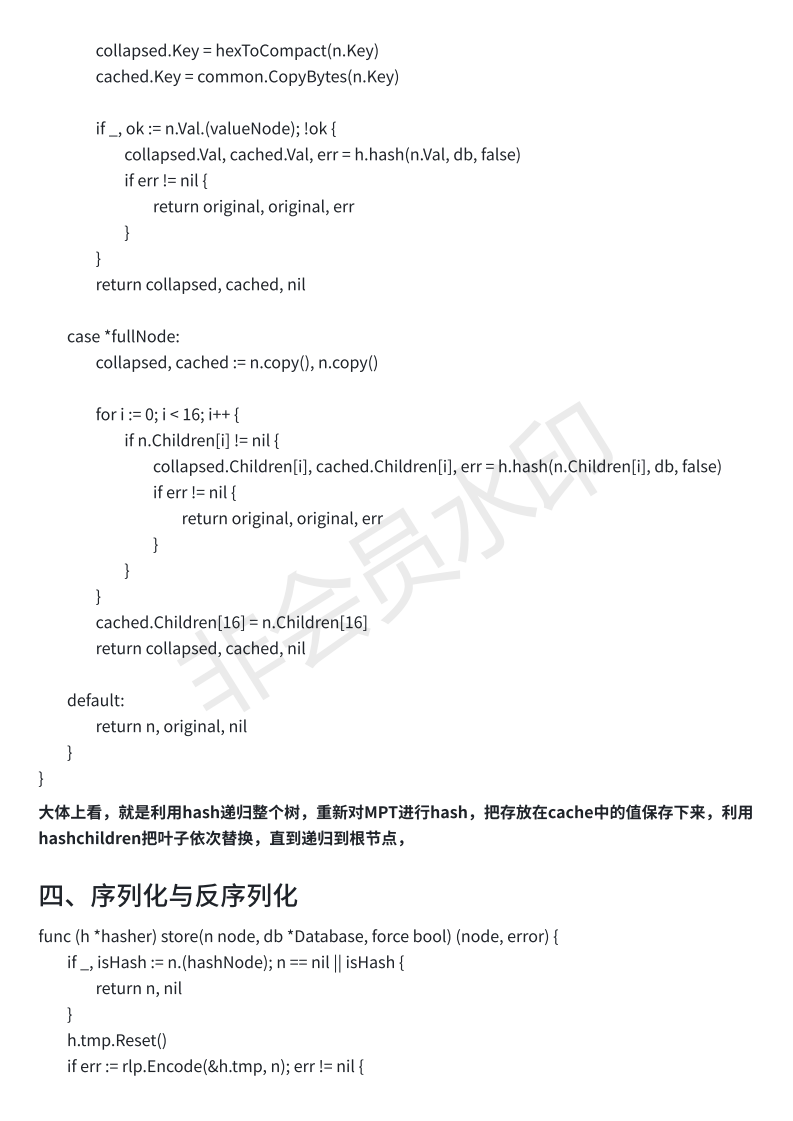 collapsed.Key = hexToCompact(n.Key)
cached.Key = common.CopyBytes(n.Key)
if _, ok := n.Val.(valueNode); !ok {
collapsed.Val, cached.Val, err = h.hash(n.Val, db, false)
if err != nil {
return original, original, err
}
}
return collapsed, cached, nil
case *fullNode:
collapsed, cached := n.copy(), n.copy()
for i := 0; i < 16; i++ {
if n.Children[i] != nil {
collapsed.Children[i], cached.Children[i], err = h.hash(n.Children[i], db, false)
if err != nil {
return original, original, err
}
}
}
cached.Children[16] = n.Children[16]
return collapsed, cached, nil
default:
return n, original, nil
}
}
大体上看，就是利用hash递归整个树，重新对MPT进行hash，把存放在cache中的值保存下来，利用
hashchildren把叶子依次替换，直到递归到根节点，
四、序列化与反序列化
func (h *hasher) store(n node, db *Database, force bool) (node, error) {
if _, isHash := n.(hashNode); n == nil || isHash {
return n, nil
}
h.tmp.Reset()
if err := rlp.Encode(&h.tmp, n); err != nil {
非会员水印